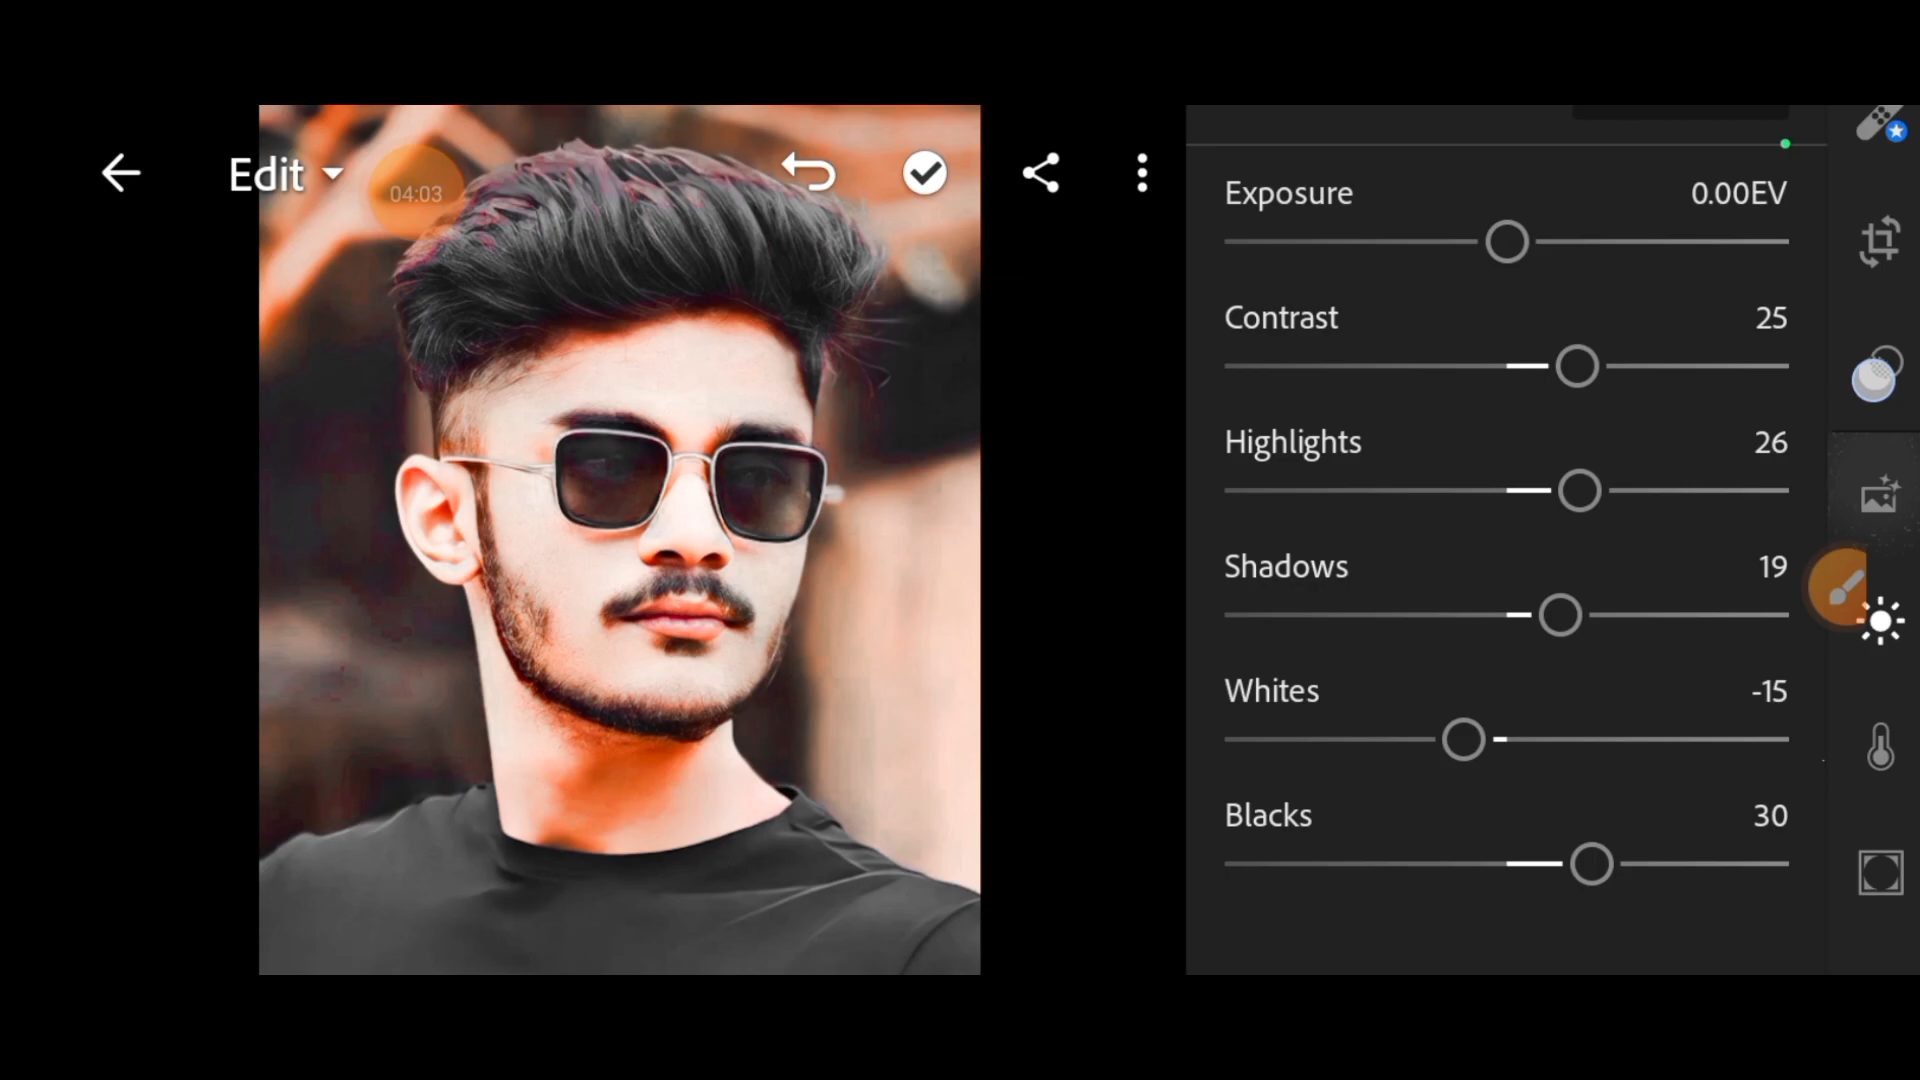 Edit
04:03
Exposure 0.00EV
Contrast 25
Highlights 26
Shadows 19
Whites -15
Blacks 30